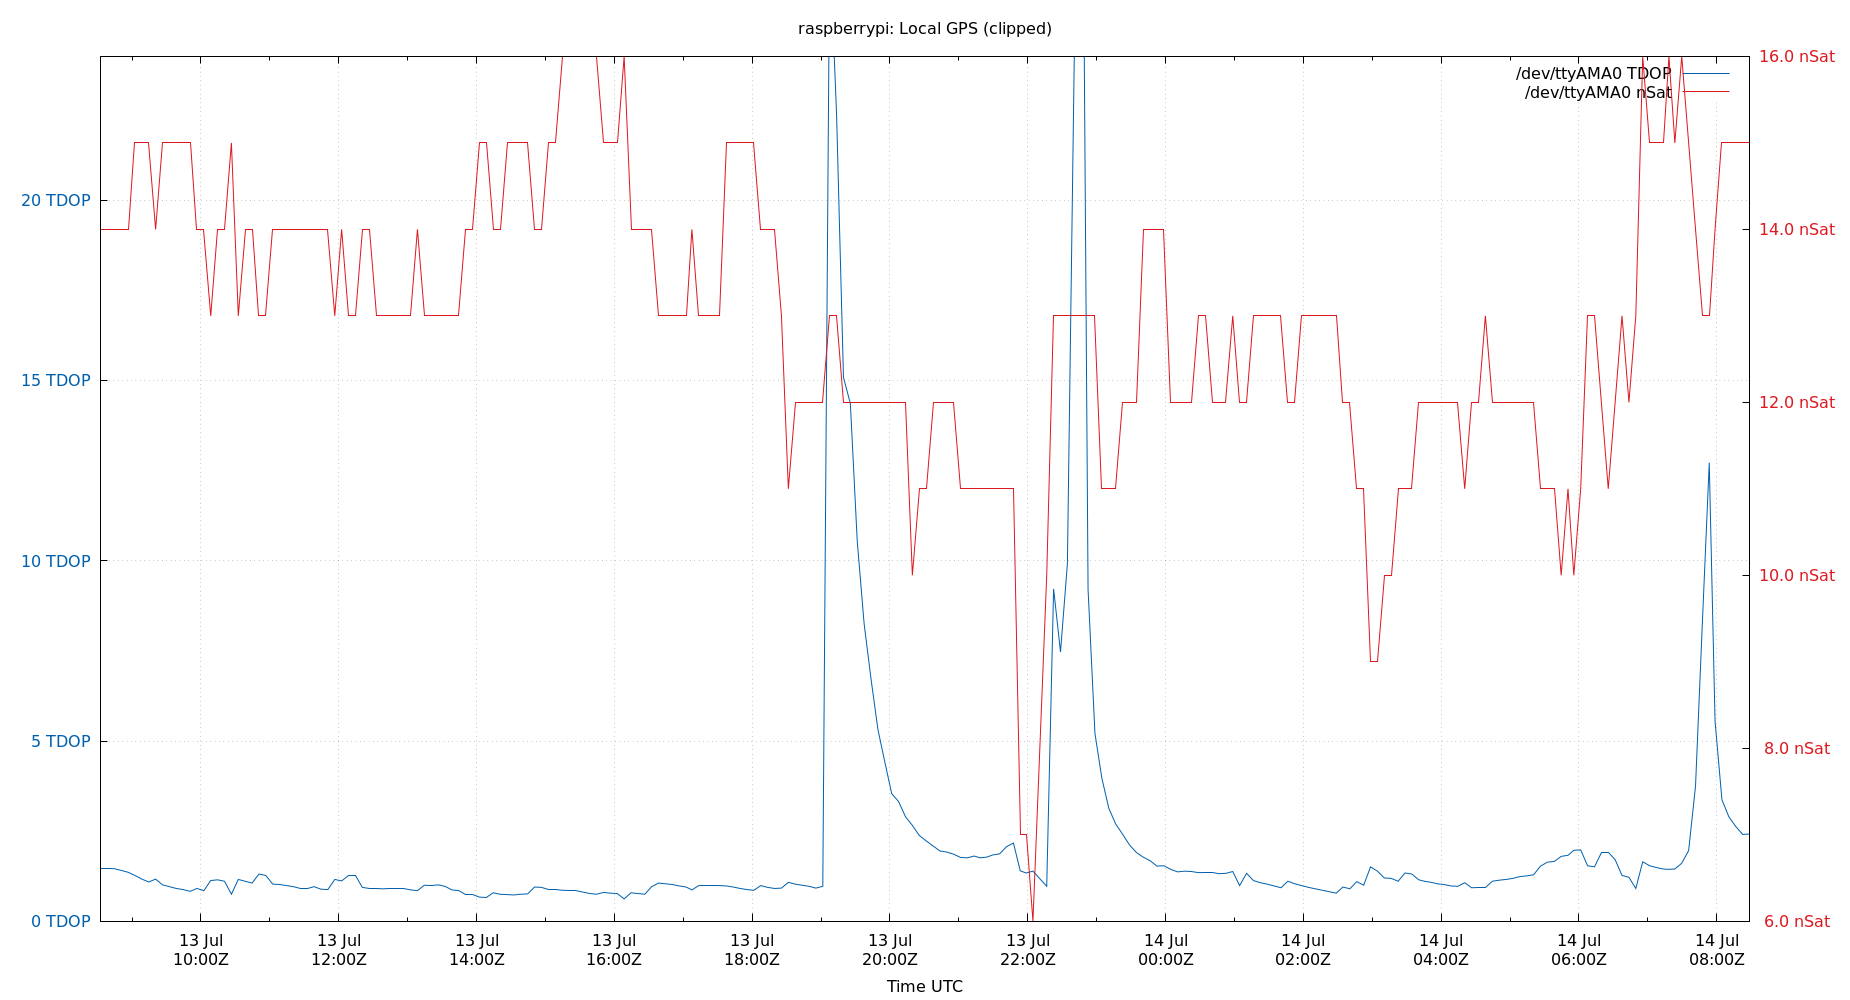 raspberrypi: Local GPS (clipped)
16.0 nSat
/dev/ttyAMA0 TDOP
/dev/ttyAMA0 nSat
20 TDOP
14.0 nSat
15 TDOP
12.0 nSat
10 TDOP
10.0 nSat
5 TDOP
8.0 nSat
0 TDOP
6.0 nSat
13 Jul 13 Jul 13 Jul 13 Jul 13 Jul 13 Jul 13 Jul 14 Jul 14 Jul 14 Jul 14 Jul 14 Jul
10:00Z 12:00Z 14:00Z 16:00Z 18:00Z 20:00Z 22:00Z 00:00Z 02:00Z 04:00Z 06:00Z 08:00Z
Time UTC